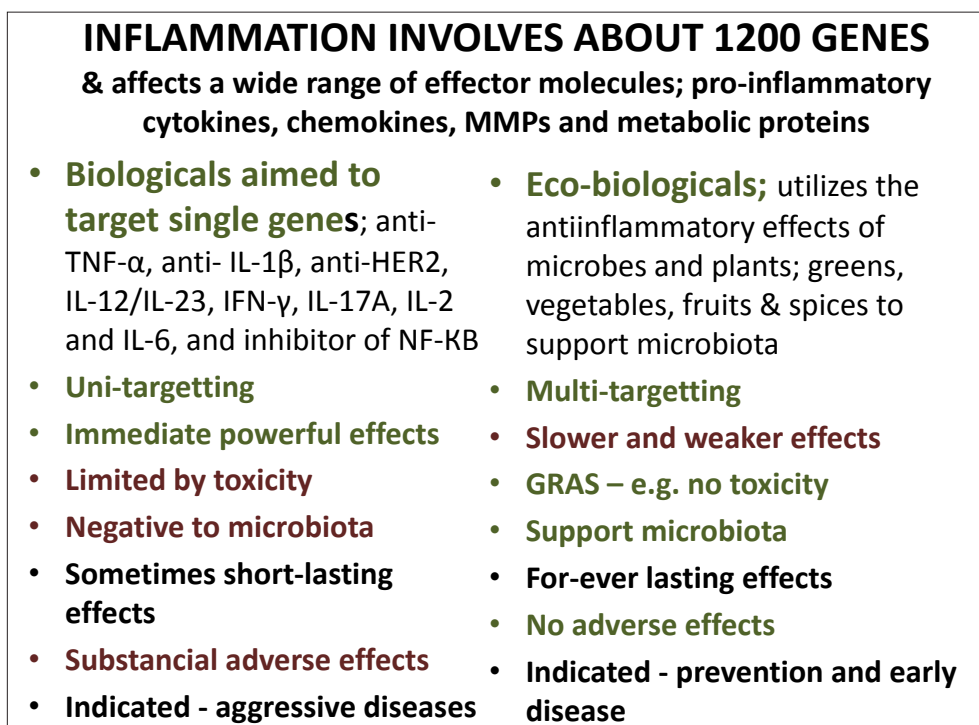 INFLAMMATION INVOLVES ABOUT 1200 GENES
& affects a wide range of effector molecules; pro-inflammatory
cytokines, chemokines, MMPs and metabolic proteins
• Biologicals aimed to
target single genes; anti-
TNF-α, anti- IL-1β, anti-HER2,
IL-12/IL-23, IFN-γ, IL-17A, IL-2
and IL-6, and inhibitor of NF-KB
• Uni-targetting
• Immediate powerful effects
• Limited by toxicity
• Negative to microbiota
• Sometimes short-lasting
effects
• Substancial adverse effects
• Indicated - aggressive diseases
• Eco-biologicals; utilizes the
antiinflammatory effects of
microbes and plants; greens,
vegetables, fruits & spices to
support microbiota
• Multi-targetting
• Slower and weaker effects
• GRAS – e.g. no toxicity
• Support microbiota
• For-ever lasting effects
• No adverse effects
• Indicated - prevention and early
disease